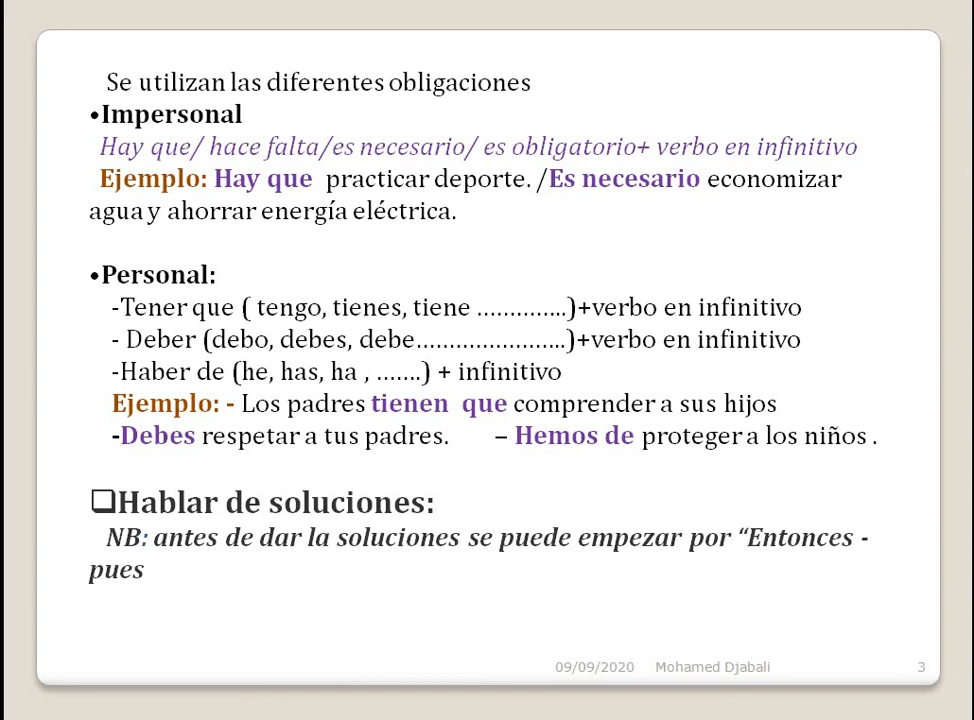 Se utilizan las diferentes obligaciones
•Impersonal
Hay que/ hace falta/es necesario/ es obligatorio+ verbo en infinitivo
Ejemplo: Hay que practicar deporte. /Es necesario economizar
agua y ahorrar energía eléctrica.
•Personal:
-Tener que ( tengo, tienes, tiene …………..)+verbo en infinitivo
- Deber (debo, debes, debe…………………..)+verbo en infinitivo
-Haber de (he, has, ha , …….) + infinitivo
Ejemplo: - Los padres tienen que comprender a sus hijos
-Debes respetar a tus padres. – Hemos de proteger a los niños .
❑Hablar de soluciones:
NB: antes de dar la soluciones se puede empezar por “Entonces -
pues
09/09/2020 Mohamed Djabali 3